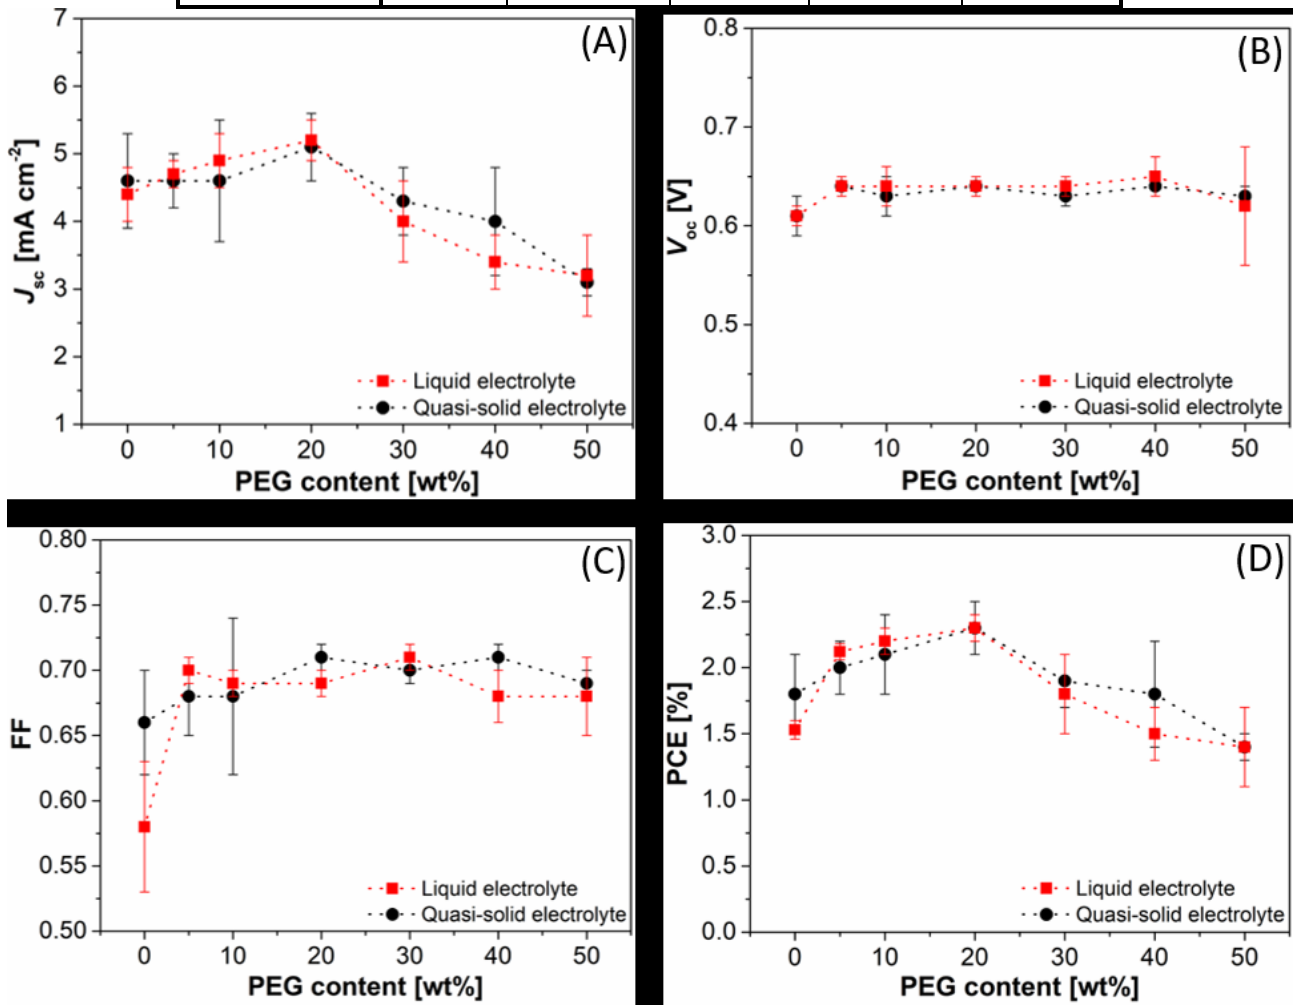 (A)
7
6
5
4
3
2
1
Jsc [mA cm-2]
Liquid electrolyte
Quasi-solid electrolyte
0 10 20 30 40 50
PEG content [wt%]
(B)
0.8
0.7
0.6
0.5
0.4
Voc [V]
Liquid electrolyte
Quasi-solid electrolyte
0 10 20 30 40 50
PEG content [wt%]
(C)
0.80
0.75
0.70
0.65
0.60
0.55
0.50
FF
Liquid electrolyte
Quasi-solid electrolyte
0 10 20 30 40 50
PEG content [wt%]
(D)
3.0
2.5
2.0
1.5
1.0
0.5
0.0
PCE [%]
Liquid electrolyte
Quasi-solid electrolyte
0 10 20 30 40 50
PEG content [wt%]